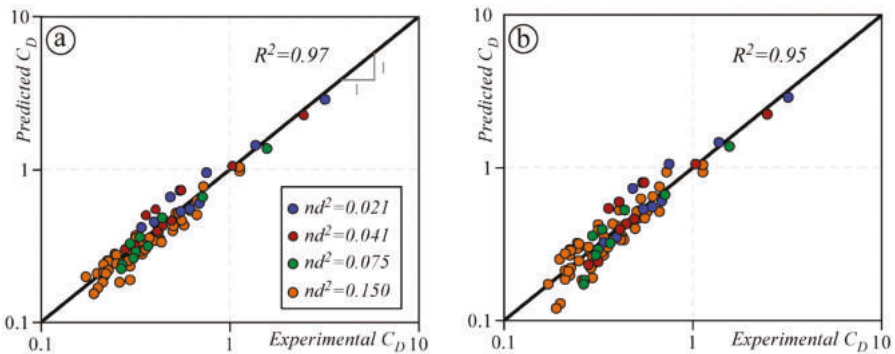 a
10
Predicted C_D
R²=0.97
1
1
1
nd²=0.021
nd²=0.041
nd²=0.075
nd²=0.150
0.1
0.1
1
Experimental C_D
10
b
10
Predicted C_D
R²=0.95
1
0.1
0.1
1
Experimental C_D
10